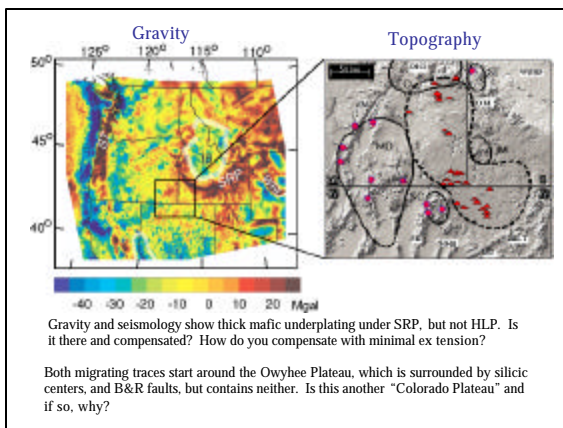 Gravity
Topography
125° 120° 115° 110°
50°
45°
40°
SRP
-40 -30 -20 -10 0 10 20 Mgal
Gravity and seismology show thick mafic underplating under SRP, but not HLP. Is
it there and compensated? How do you compensate with minimal ex tension?
Both migrating traces start around the Owyhee Plateau, which is surrounded by silicic
centers, and B&R faults, but contains neither. Is this another “Colorado Plateau” and
if so, why?